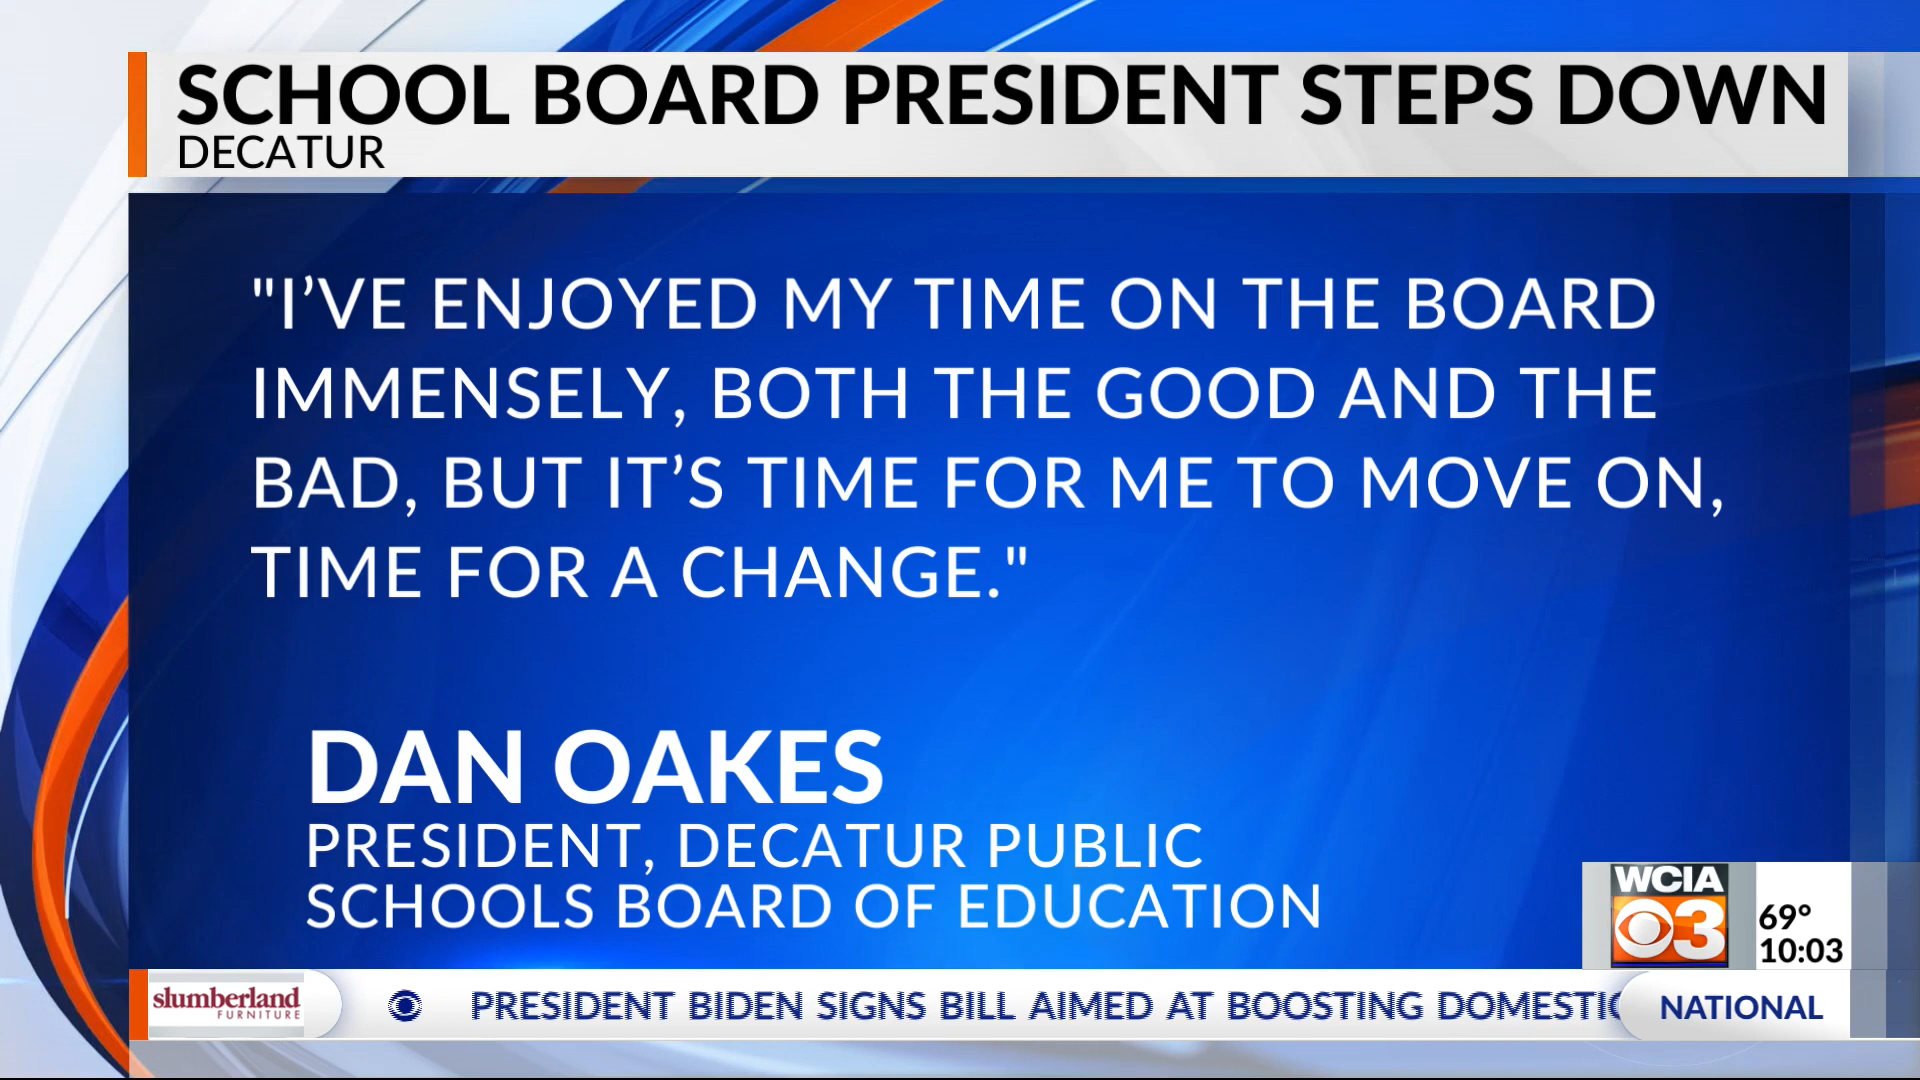 SCHOOL BOARD PRESIDENT STEPS DOWN
DECATUR
"I’VE ENJOYED MY TIME ON THE BOARD
IMMENSELY, BOTH THE GOOD AND THE
BAD, BUT IT’S TIME FOR ME TO MOVE ON,
TIME FOR A CHANGE."
DAN OAKES
PRESIDENT, DECATUR PUBLIC
SCHOOLS BOARD OF EDUCATION
WCIA
3
69°
10:03
slumberland
FURNITURE
PRESIDENT BIDEN SIGNS BILL AIMED AT BOOSTING DOMESTIC
NATIONAL